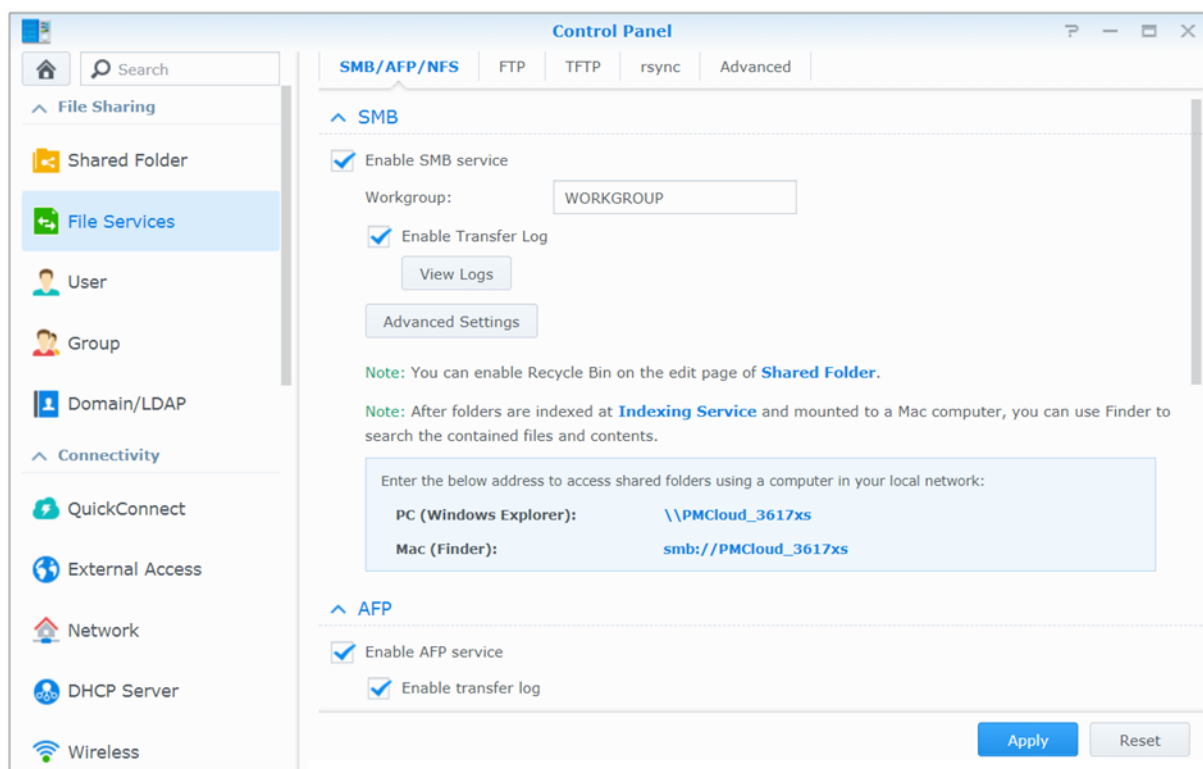 Control Panel
Search
SMB/AFP/NFS FTP TFTP rsync Advanced
File Sharing
Shared Folder
File Services
User
Group
Domain/LDAP
Connectivity
QuickConnect
External Access
Network
DHCP Server
Wireless
SMB
Enable SMB service
Workgroup: WORKGROUP
Enable Transfer Log
View Logs
Advanced Settings
Note: You can enable Recycle Bin on the edit page of Shared Folder.
Note: After folders are indexed at Indexing Service and mounted to a Mac computer, you can use Finder to
search the contained files and contents.
Enter the below address to access shared folders using a computer in your local network:
PC (Windows Explorer): \\PMCloud_3617xs
Mac (Finder): smb://PMCloud_3617xs
AFP
Enable AFP service
Enable transfer log
Apply Reset